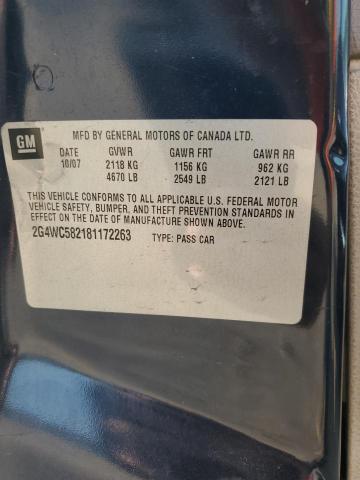 GM
MFD BY GENERAL MOTORS OF CANADA LTD.
DATE GVWR GAWR FRT GAWR RR
10/07 2118 KG 1156 KG 962 KG
4670 LB 2549 LB 2121 LB
THIS VEHICLE CONFORMS TO ALL APPLICABLE U.S. FEDERAL MOTOR
VEHICLE SAFETY, BUMPER, AND THEFT PREVENTION STANDARDS IN
EFFECT ON THE DATE OF MANUFACTURE SHOWN ABOVE.
2G4WC582181172263 TYPE: PASS CAR